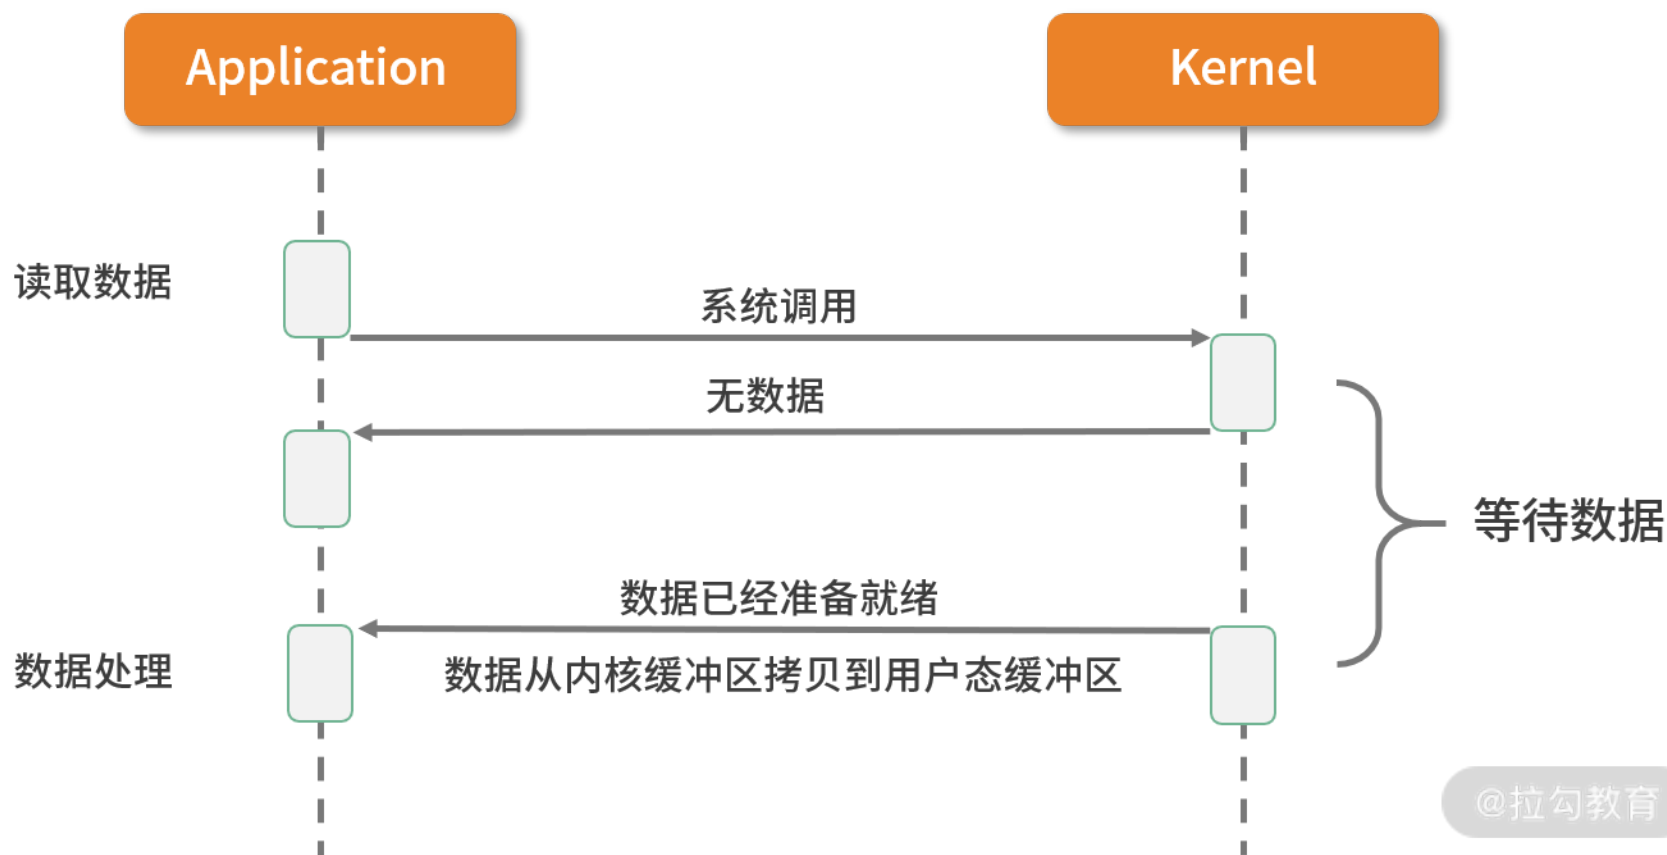 Application
Kernel
读取数据
系统调用
无数据
等待数据
数据已经准备就绪
数据处理
数据从内核缓冲区拷贝到用户态缓冲区
@拉勾教育